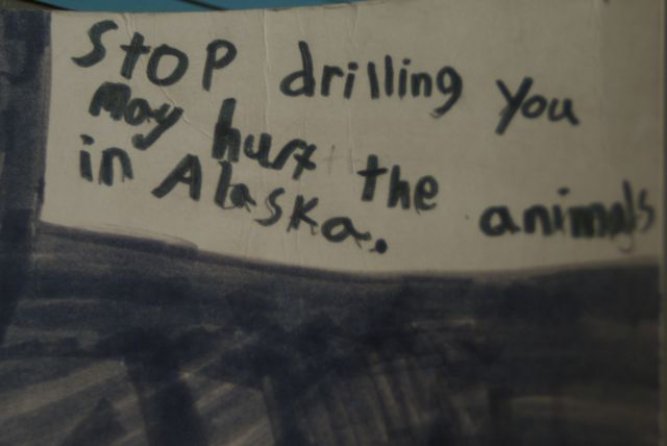 Stop drilling you
May hurt the animals
in Alaska.